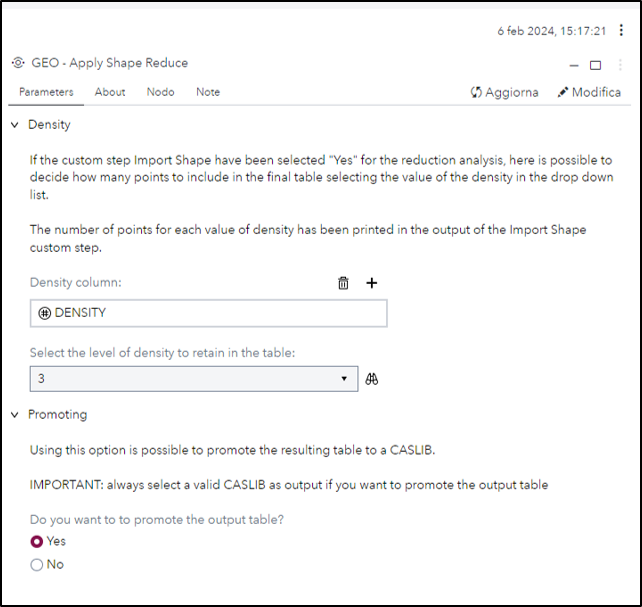 6 feb 2024, 15:17:21
GEO - Apply Shape Reduce
Parameters About Nodo Note Aggiorna Modifica
Density
If the custom step Import Shape have been selected "Yes" for the reduction analysis, here is possible to
decide how many points to include in the final table selecting the value of the density in the drop down
list.
The number of points for each value of density has been printed in the output of the Import Shape
custom step.
Density column:
DENSITY
Select the level of density to retain in the table:
3
Promoting
Using this option is possible to promote the resulting table to a CASLIB.
IMPORTANT: always select a valid CASLIB as output if you want to promote the output table
Do you want to to promote the output table?
Yes
No